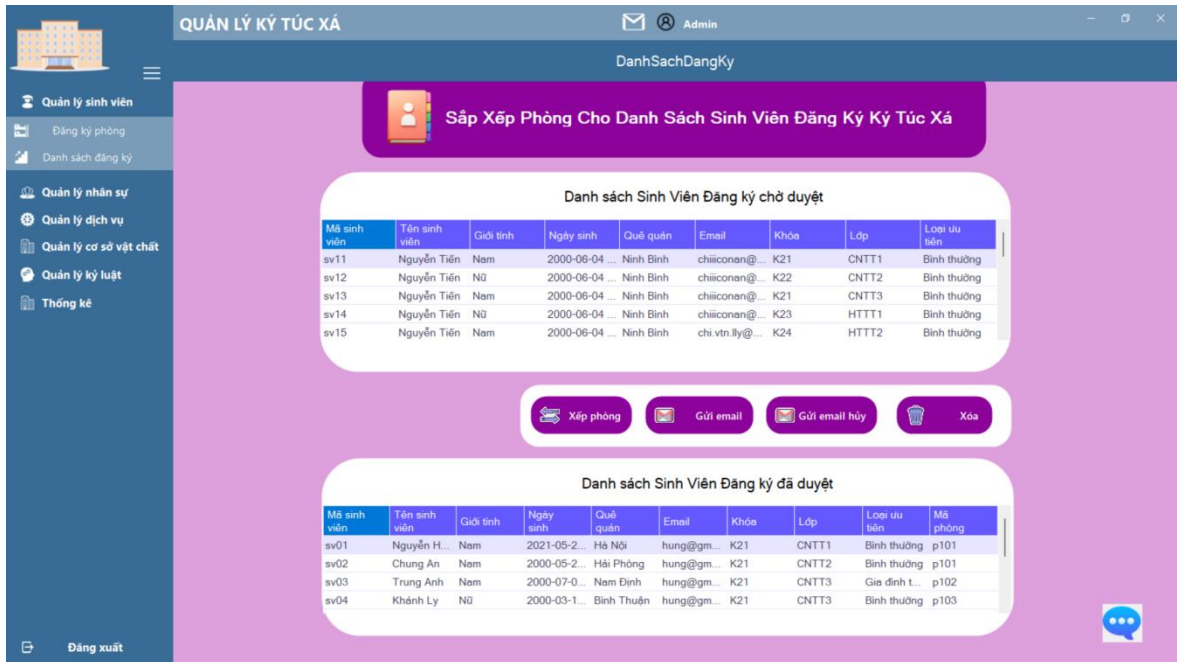 QUẢN LÝ KÝ TÚC XÁ
Admin
DanhSachDangKy
Quản lý sinh viên
Đăng ký phòng
Danh sách đăng ký
Quản lý nhân sự
Quản lý dịch vụ
Quản lý cơ sở vật chất
Quản lý kỷ luật
Thống kê
Đăng xuất
Sắp Xếp Phòng Cho Danh Sách Sinh Viên Đăng Ký Ký Túc Xá
Danh sách Sinh Viên Đăng ký chờ duyệt
Mã sinh viên Tên sinh viên Giới tính Ngày sinh Quê quán Email Khóa Lớp Loại ưu tiên
sv11 Nguyễn Tiến Nam 2000-06-04 ... Ninh Bình chiiiconan@... K21 CNTT1 Bình thường
sv12 Nguyễn Tiến Nữ 2000-06-04 ... Ninh Bình chiiiconan@... K22 CNTT2 Bình thường
sv13 Nguyễn Tiến Nam 2000-06-04 ... Ninh Bình chiiiconan@... K21 CNTT3 Bình thường
sv14 Nguyễn Tiến Nữ 2000-06-04 ... Ninh Bình chiiiconan@... K23 HTTT1 Bình thường
sv15 Nguyễn Tiến Nam 2000-06-04 ... Ninh Bình chi.vtn.lly@... K24 HTTT2 Bình thường
Xếp phòng Gửi email Gửi email hủy Xóa
Danh sách Sinh Viên Đăng ký đã duyệt
Mã sinh viên Tên sinh viên Giới tính Ngày sinh Quê quán Email Khóa Lớp Loại ưu tiên Mã phòng
sv01 Nguyễn H... Nam 2021-05-2... Hà Nội hung@gm... K21 CNTT1 Bình thường p101
sv02 Chung An Nam 2000-05-2... Hải Phòng hung@gm... K21 CNTT2 Bình thường p101
sv03 Trung Anh Nam 2000-07-0... Nam Định hung@gm... K21 CNTT3 Gia đình t... p102
sv04 Khánh Ly Nữ 2000-03-1... Bình Thuận hung@gm... K21 CNTT3 Bình thường p103